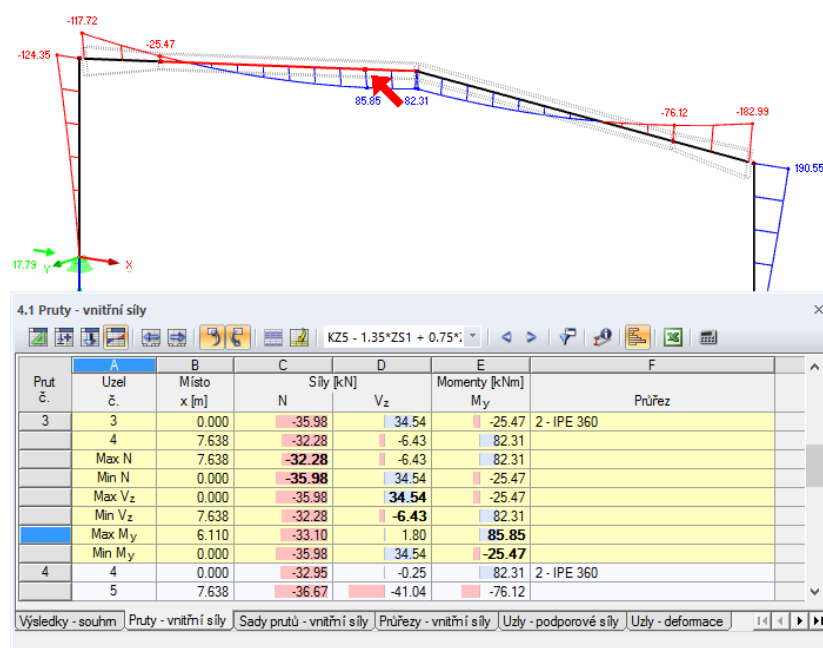 -117.72
-25.47
-124.35
85.85
82.31
-76.12
-182.99
190.55
17.79
Y
X
4.1 Pruty - vnitřní síly
KZ5 - 1.35*ZS1 + 0.75*
A B C D E F
Prut Uzel Místo Síly [kN] Momenty [kNm]
č. č. x [m] N Vz My Průřez
3 3 0.000 -35.98 34.54 -25.47 2 - IPE 360
4 7.638 -32.28 -6.43 82.31
Max N 7.638 -32.28 -6.43 82.31
Min N 0.000 -35.98 34.54 -25.47
Max Vz 0.000 -35.98 34.54 -25.47
Min Vz 7.638 -32.28 -6.43 82.31
Max My 6.110 -33.10 1.80 85.85
Min My 0.000 -35.98 34.54 -25.47
4 4 0.000 -32.95 -0.25 82.31 2 - IPE 360
5 7.638 -36.67 -41.04 -76.12
Výsledky - souhrn Pruty - vnitřní síly Sady prutů - vnitřní síly Průřezy - vnitřní síly Uzly - podporové síly Uzly - deformace